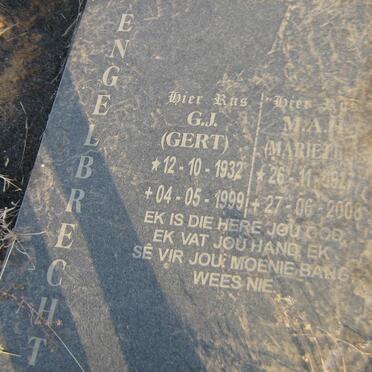 ENGELBRECHT
Hier Rus
G.J.
(GERT)
★12-10-1932
+04-05-1999
Hier
M.A.H.
+27-06-2008
EK IS DIE HERE JOU GOD,
EK VAT JOU HAND, EK
SÊ VIR JOU, MOENIE BANG
WEES NIE.